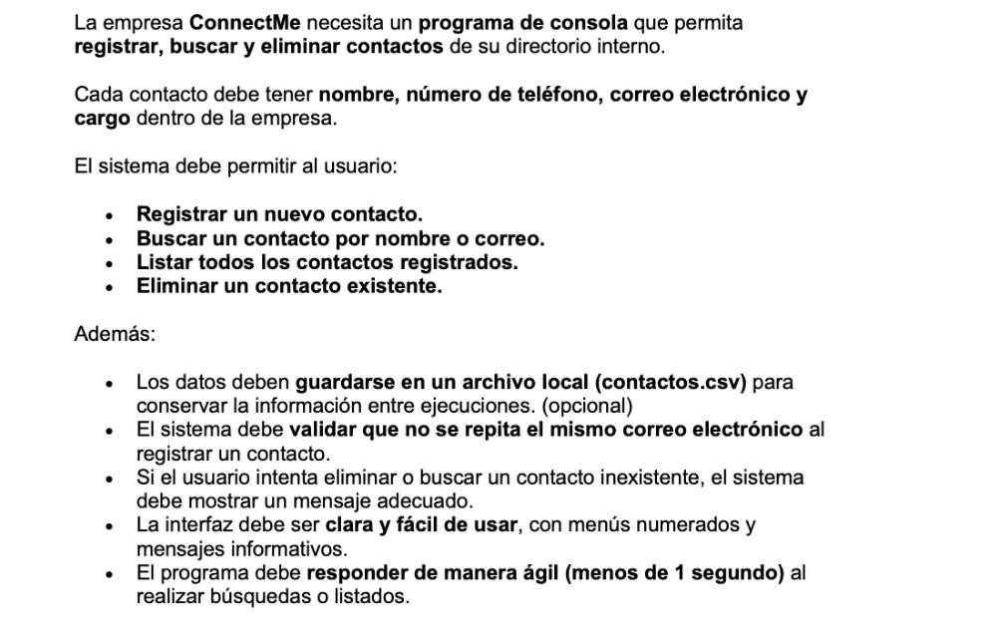 La empresa ConnectMe necesita un programa de consola que permita
registrar, buscar y eliminar contactos de su directorio interno.
Cada contacto debe tener nombre, número de teléfono, correo electrónico y
cargo dentro de la empresa.
El sistema debe permitir al usuario:
• Registrar un nuevo contacto.
• Buscar un contacto por nombre o correo.
• Listar todos los contactos registrados.
• Eliminar un contacto existente.
Además:
• Los datos deben guardarse en un archivo local (contactos.csv) para
conservar la información entre ejecuciones. (opcional)
• El sistema debe validar que no se repita el mismo correo electrónico al
registrar un contacto.
• Si el usuario intenta eliminar o buscar un contacto inexistente, el sistema
debe mostrar un mensaje adecuado.
• La interfaz debe ser clara y fácil de usar, con menús numerados y
mensajes informativos.
• El programa debe responder de manera ágil (menos de 1 segundo) al
realizar búsquedas o listados.